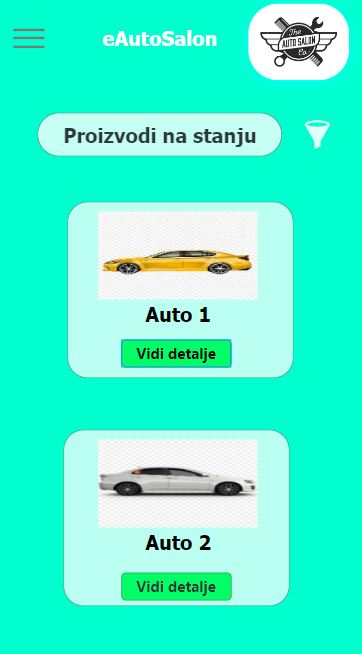 eAutoSalon
The
AUTO SALON
Co.
Proizvodi na stanju
Auto 1
Vidi detalje
Auto 2
Vidi detalje